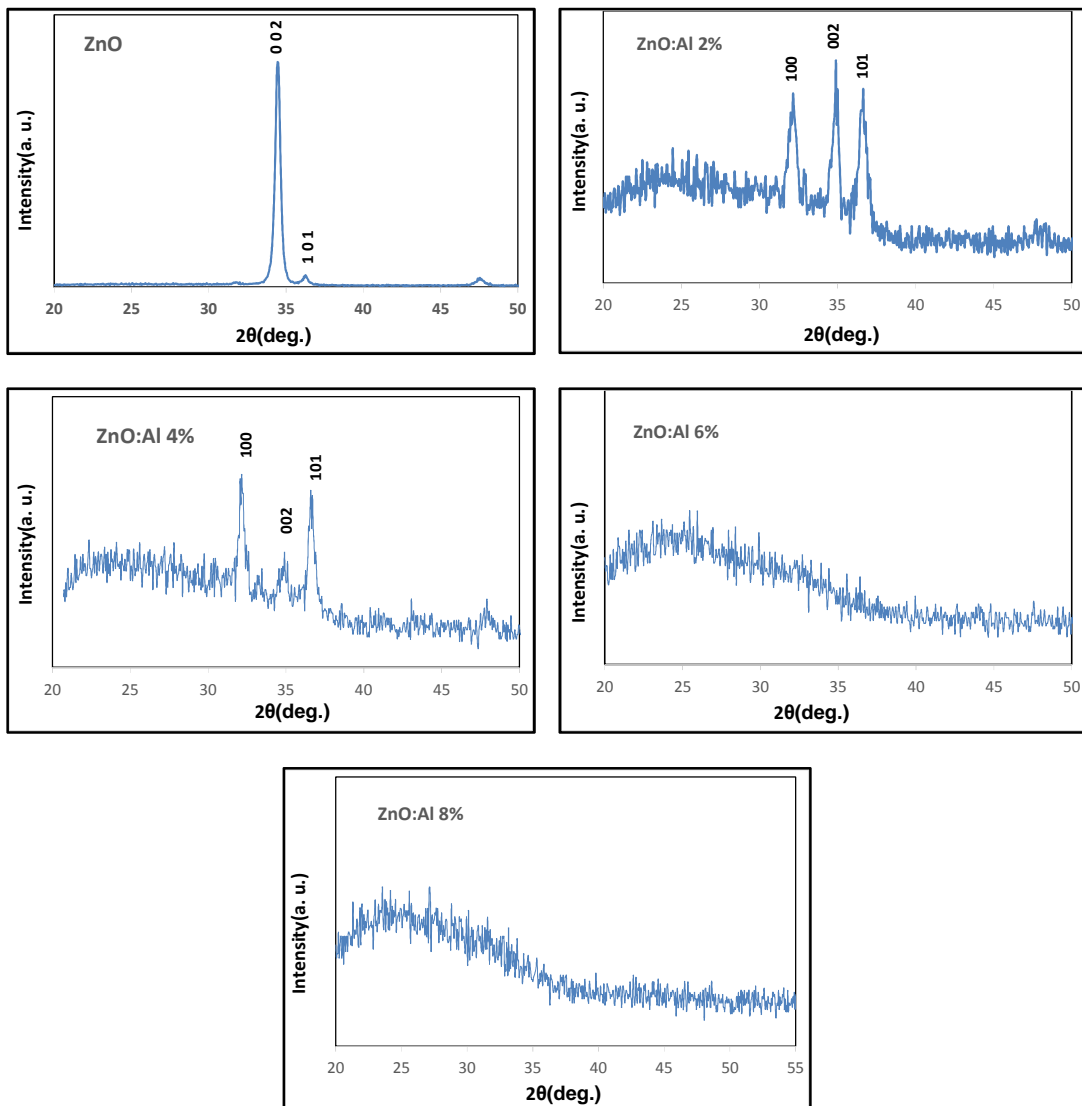 ZnO
0 0 2
1 0 1
Intensity(a. u.)
20 25 30 35 40 45 50
2θ(deg.)
ZnO:Al 2%
100
002
101
Intensity(a. u.)
20 25 30 35 40 45 50
2θ(deg.)
ZnO:Al 4%
100
002
101
Intensity(a. u.)
20 25 30 35 40 45 50
2θ(deg.)
ZnO:Al 6%
Intensity(a. u.)
20 25 30 35 40 45 50
2θ(deg.)
ZnO:Al 8%
Intensity(a. u.)
20 25 30 35 40 45 50 55
2θ(deg.)